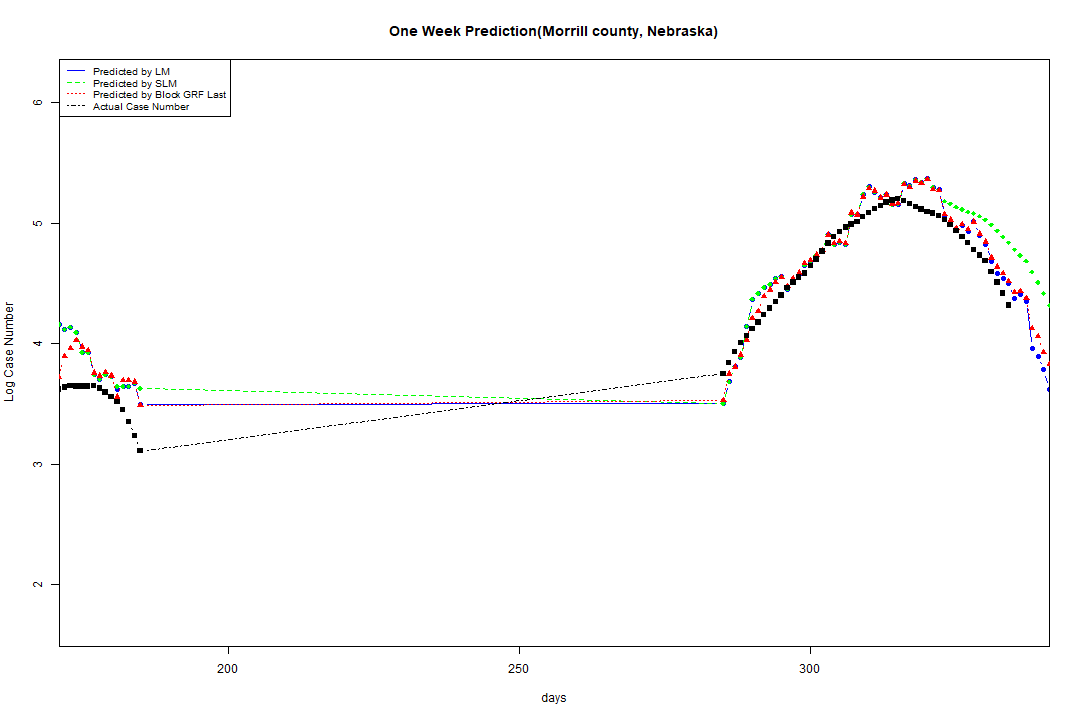 One Week Prediction(Morrill county, Nebraska)
Predicted by LM
Predicted by SLM
Predicted by Block GRF Last
Actual Case Number
6
5
4
3
2
Log Case Number
200 250 300
days